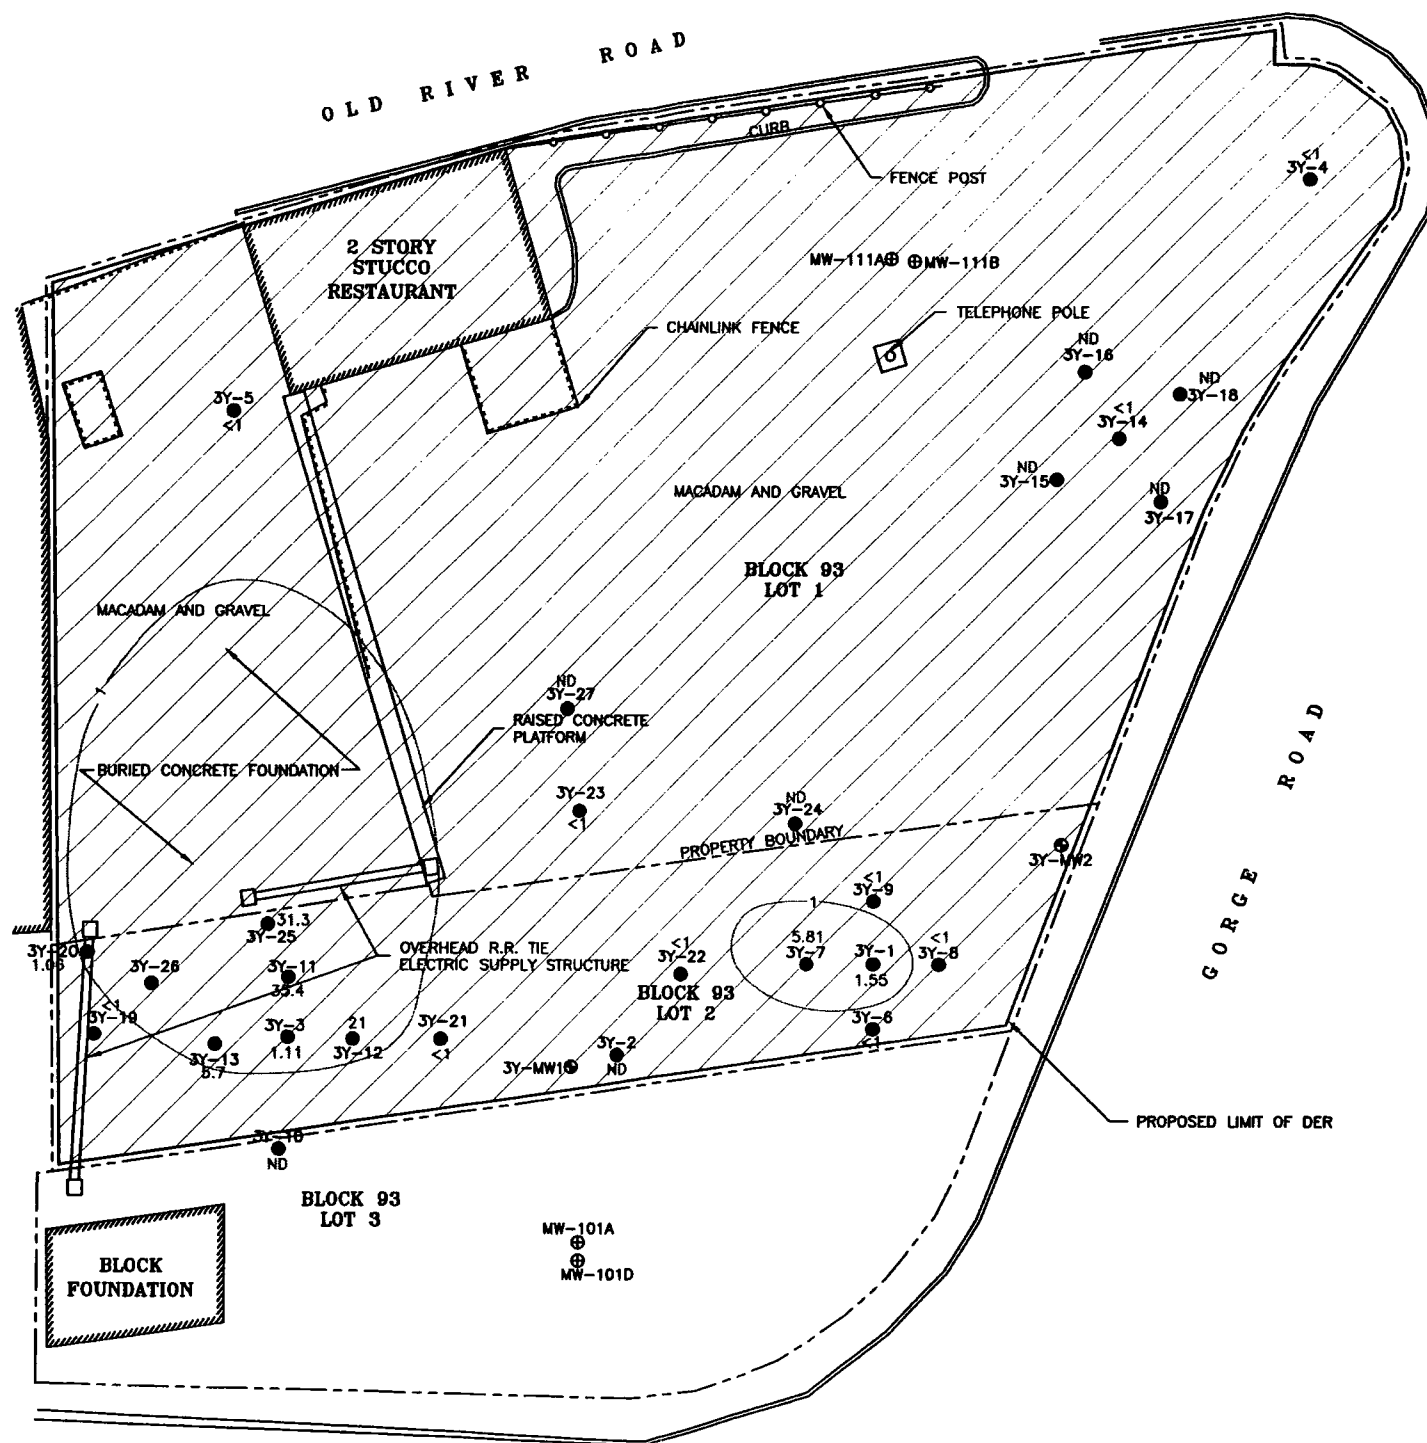 OLD RIVER ROAD
CURB
FENCE POST
<1
3Y-4
2 STORY
STUCCO
RESTAURANT
MW-111A
MW-111B
TELEPHONE POLE
CHAINLINK FENCE
ND
3Y-16
ND
3Y-18
3Y-5
<1
<1
3Y-14
ND
3Y-15
MACADAM AND GRAVEL
ND
3Y-17
BLOCK 93
LOT 1
MACADAM AND GRAVEL
1
ND
3Y-27
RAISED CONCRETE
PLATFORM
GORGE ROAD
BURIED CONCRETE FOUNDATION
3Y-23
<1
ND
3Y-24
PROPERTY BOUNDARY
3Y-MW2
<1
3Y-9
1
31.3
3Y-25
3Y-20
1.06
3Y-26
3Y-11
35.4
OVERHEAD R.R. TIE
ELECTRIC SUPPLY STRUCTURE
<1
3Y-22
5.81
3Y-7
3Y-1
1.55
<1
3Y-8
BLOCK 93
LOT 2
<1
3Y-19
3Y-13
5.7
3Y-3
1.11
21
3Y-12
3Y-21
<1
3Y-6
<1
3Y-2
ND
3Y-MW1
PROPOSED LIMIT OF DER
3Y-10
ND
BLOCK 93
LOT 3
MW-101A
MW-101D
BLOCK
FOUNDATION